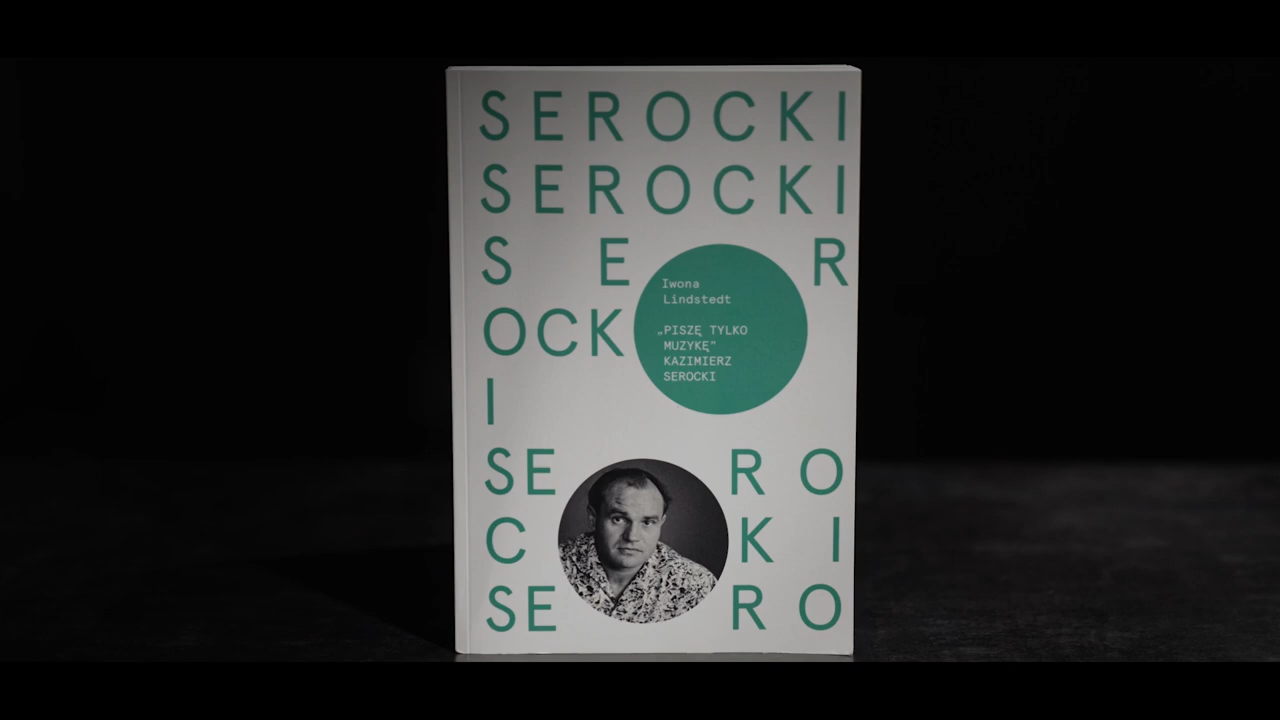 SEROCKI
SEROCKI
S E R
OCK
I
SE RO
C K I
SE RO
Iwona
Lindstedt
„PISZĘ TYLKO
MUZYKĘ”
KAZIMIERZ
SEROCKI